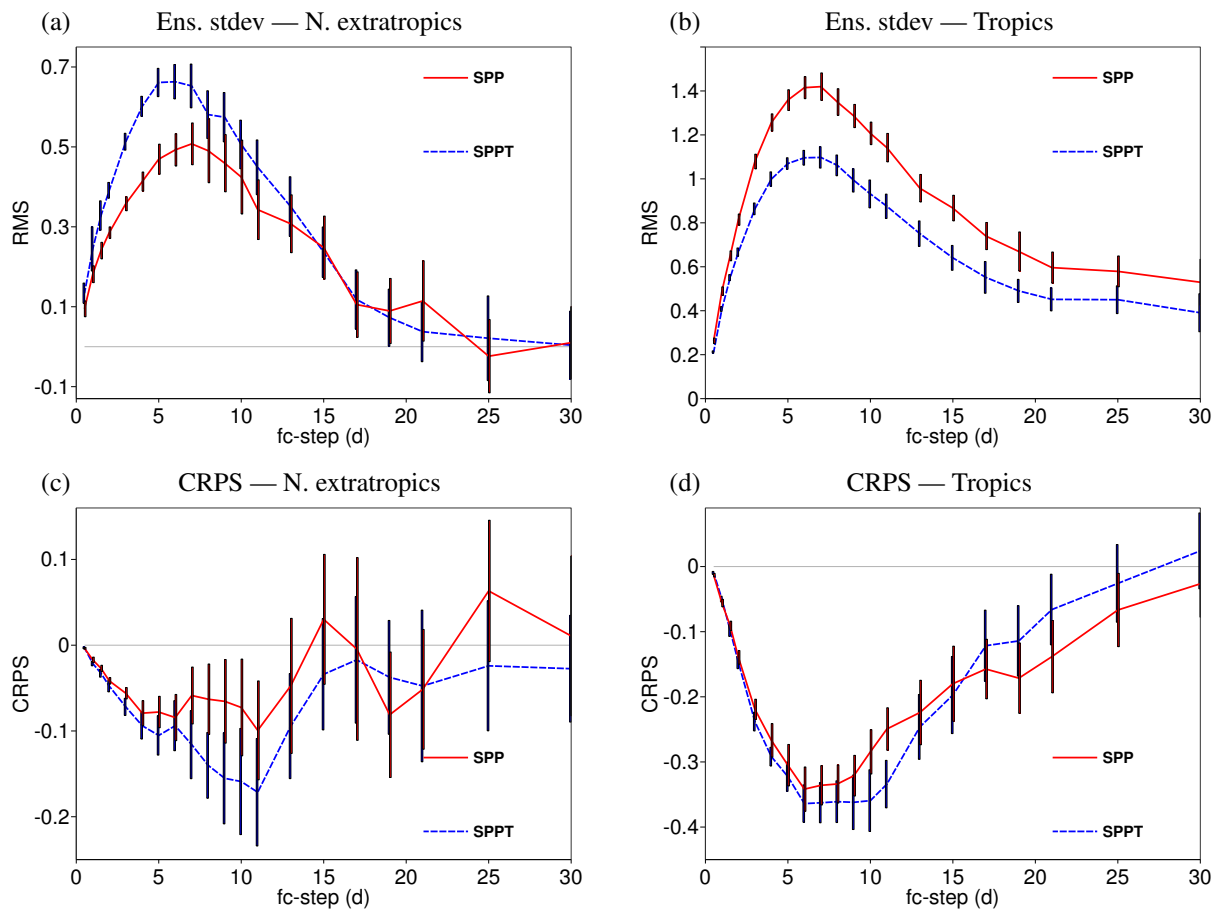 (a) Ens. stdev — N. extratropics
0.7
0.5
0.3
0.1
-0.1
RMS
SPP
SPPT
0 5 10 15 20 25 30
fc-step (d)
(b) Ens. stdev — Tropics
1.4
1.2
1
0.8
0.6
0.4
0.2
0
RMS
SPP
SPPT
0 5 10 15 20 25 30
fc-step (d)
(c) CRPS — N. extratropics
0.1
0
-0.1
-0.2
CRPS
SPP
SPPT
0 5 10 15 20 25 30
fc-step (d)
(d) CRPS — Tropics
0
-0.1
-0.2
-0.3
-0.4
CRPS
SPP
SPPT
0 5 10 15 20 25 30
fc-step (d)